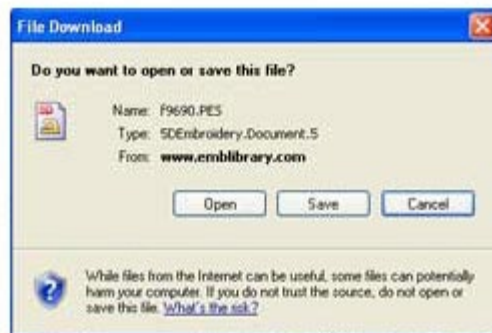 File Download
Do you want to open or save this file?
Name: F9690.PES
Type: 5DEmbroidery.Document.5
From: www.emblibrary.com
Open Save Cancel
While files from the Internet can be useful, some files can potentially
harm your computer. If you do not trust the source, do not open or
save this file. What's the risk?